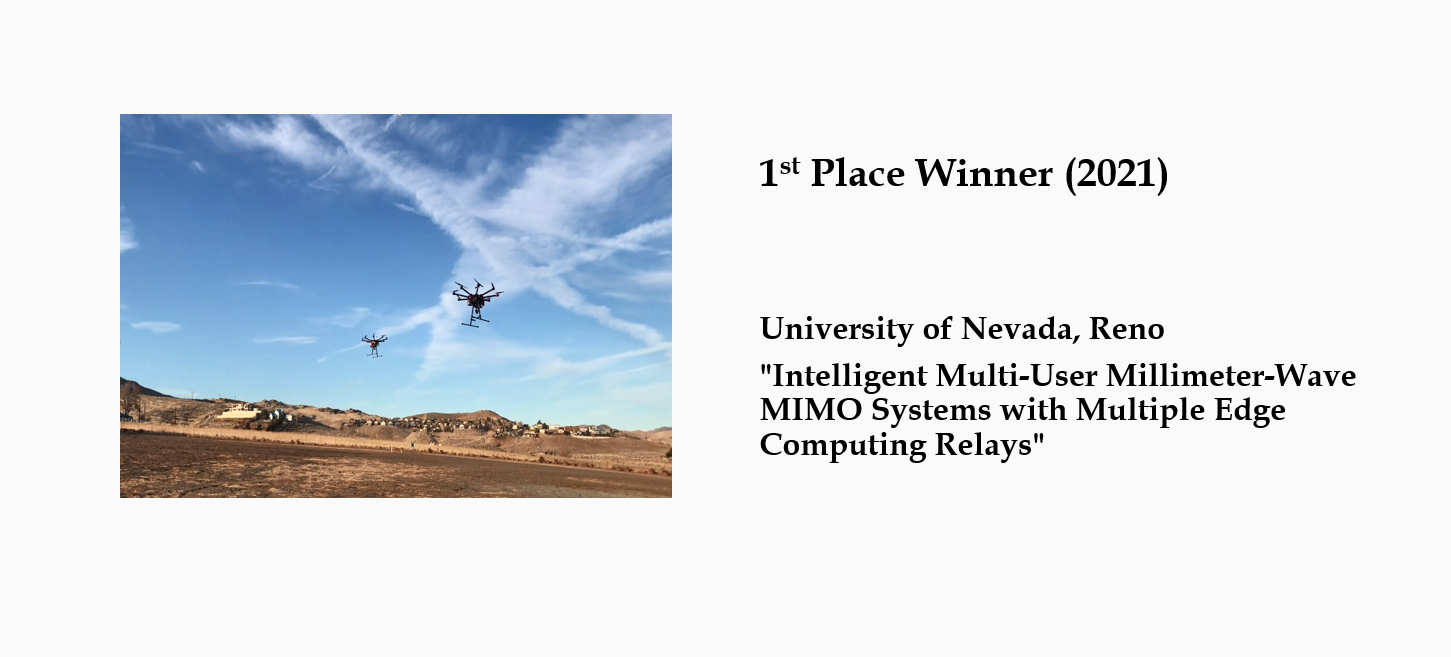 1st Place Winner (2021)
University of Nevada, Reno
"Intelligent Multi-User Millimeter-Wave
MIMO Systems with Multiple Edge
Computing Relays"